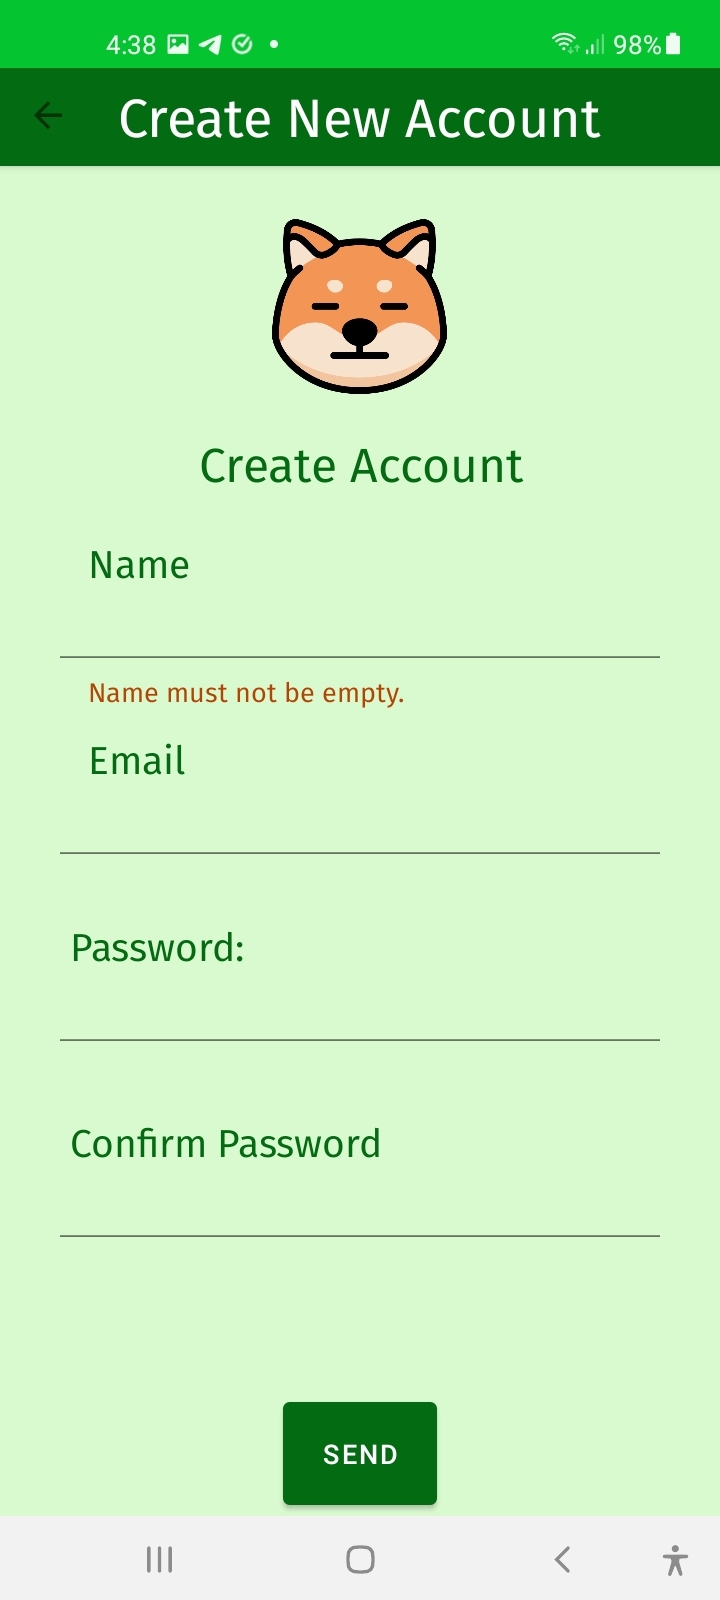 4:38 98%
Create New Account
Create Account
Name
Name must not be empty.
Email
Password:
Confirm Password
SEND